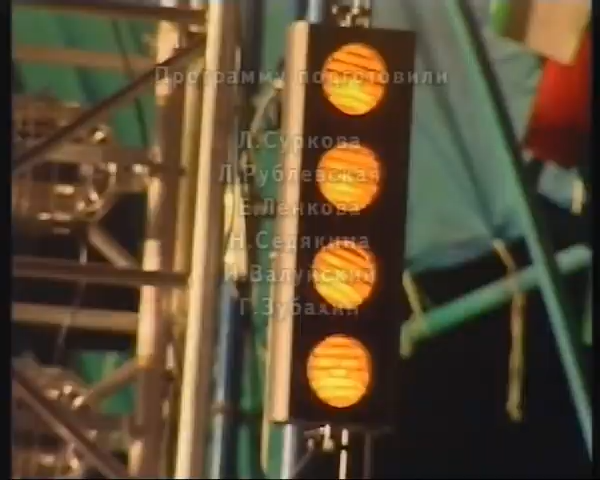 Программу подготовили
Л.Суркова
Л.Рублевская
Е.Ленкова
Н.Седякина
И.Валуйский
Г.Зубахин